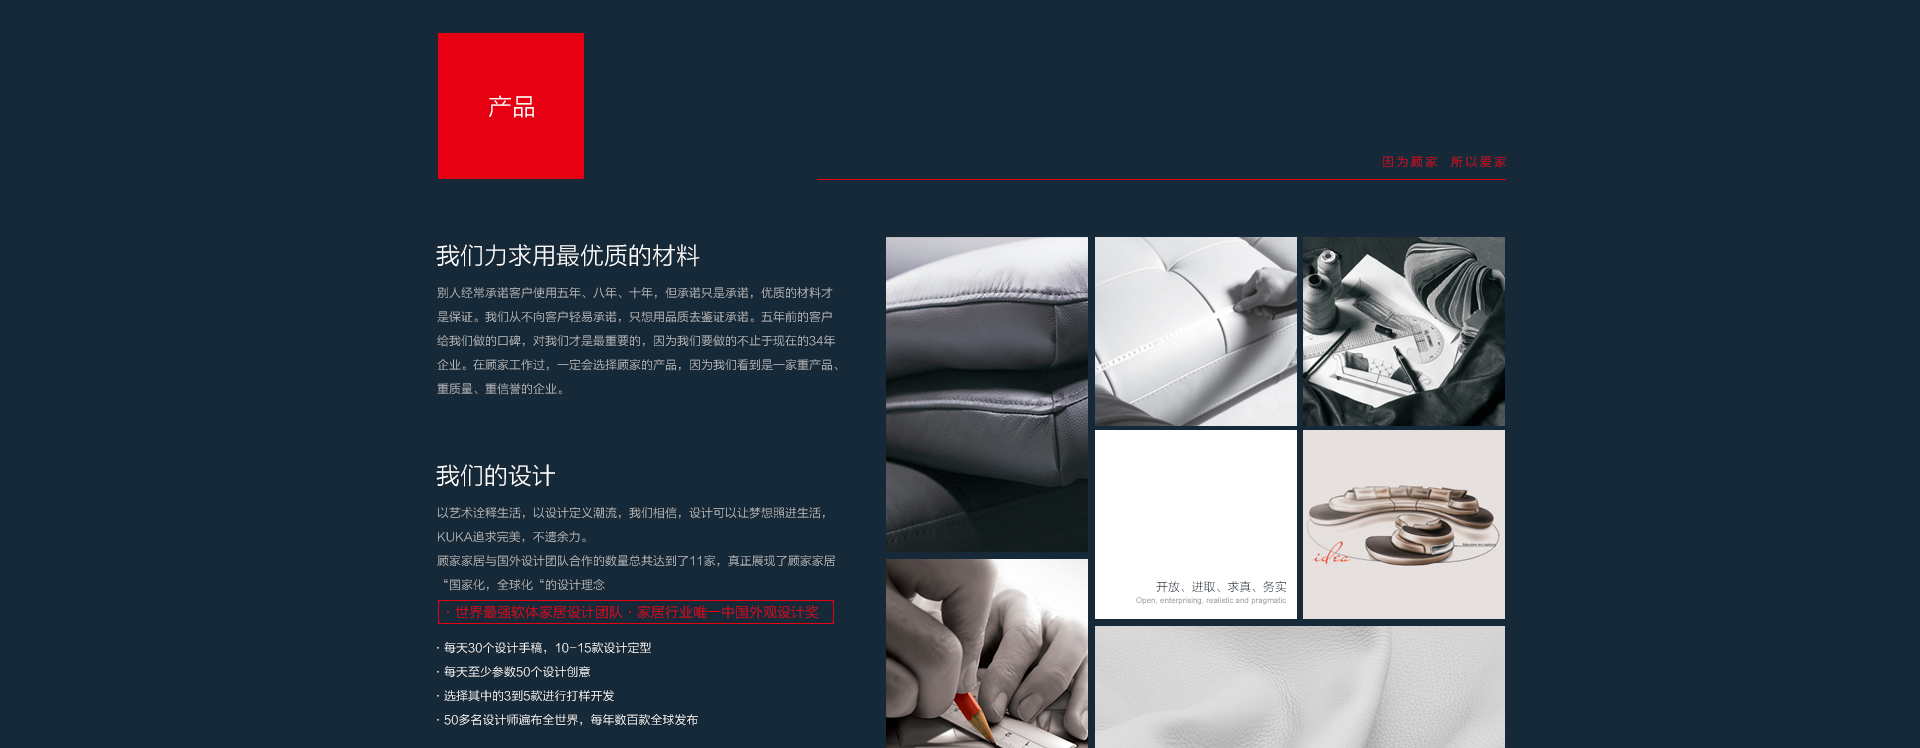 产品
因为顾家 所以爱家
我们力求用最优质的材料
别人经常承诺客户使用五年、八年、十年，但承诺只是承诺，优质的材料才
是保证。我们从不向客户轻易承诺，只想用品质去鉴证承诺。五年前的客户
给我们做的口碑，对我们才是最重要的，因为我们要做的不止于现在的34年
企业。在顾家工作过，一定会选择顾家的产品，因为我们看到是一家重产品、
重质量、重信誉的企业。
我们的设计
以艺术诠释生活，以设计定义潮流，我们相信，设计可以让梦想照进生活，
KUKA追求完美，不遗余力。
顾家家居与国外设计团队合作的数量总共达到了11家，真正展现了顾家家居
“国家化，全球化“的设计理念
· 世界最强软体家居设计团队 · 家居行业唯一中国外观设计奖
· 每天30个设计手稿，10-15款设计定型
· 每天至少参数50个设计创意
· 选择其中的3到5款进行打样开发
· 50多名设计师遍布全世界，每年数百款全球发布
开放、进取、求真、务实
Open, enterprising, realistic and pragmatic
idea